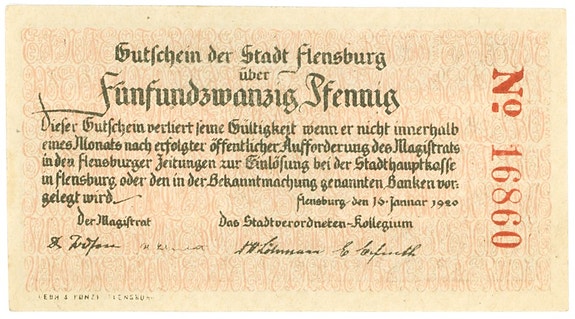 Gutschein der Stadt Flensburg
über
Fünfundzwanzig Pfennig
Dieser Gutschein verliert seine Gültigkeit wenn er nicht innerhalb
eines Monats nach erfolgter öffentlicher Aufforderung des Magistrats
in den Flensburger Zeitungen zur Einlösung bei der Stadthauptkasse
in Flensburg, oder den in der Bekanntmachung genannten Banken vor-
gelegt wird.
Flensburg, den 16. Januar 1920
Der Magistrat Das Stadtverordneten-Kollegium
No 16860